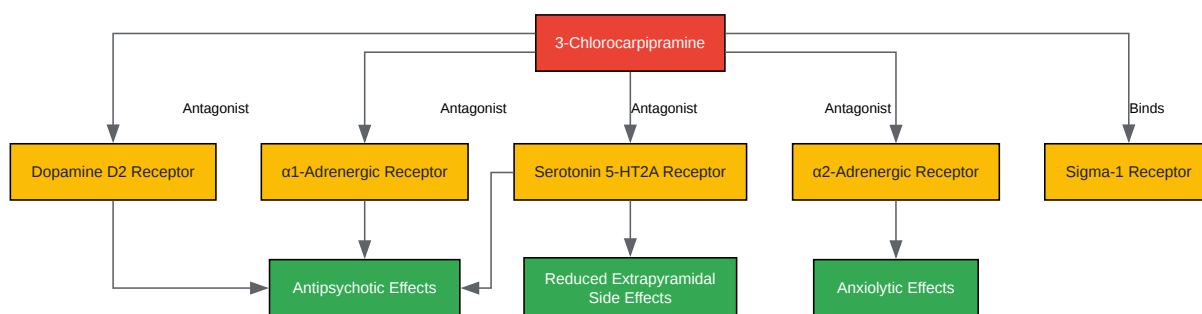 3-Chlorocarpipramine
Antagonist
Antagonist
Antagonist
Antagonist
Binds
Dopamine D2 Receptor
α1-Adrenergic Receptor
Serotonin 5-HT2A Receptor
α2-Adrenergic Receptor
Sigma-1 Receptor
Antipsychotic Effects
Reduced Extrapyramidal
Side Effects
Anxiolytic Effects